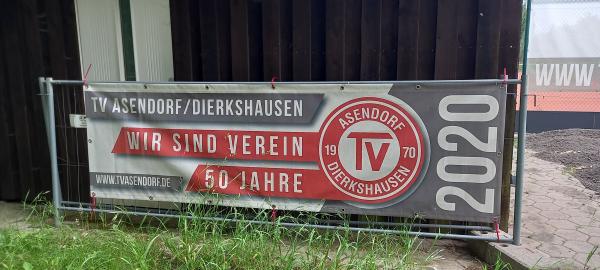 TV ASENDORF/DIERKSHAUSEN
WIR SIND VEREIN
50 JAHRE
WWW.TVASENDORF.DE
ASENDORF
19 TV 70
DIERKSHAUSEN
2020
WWW.